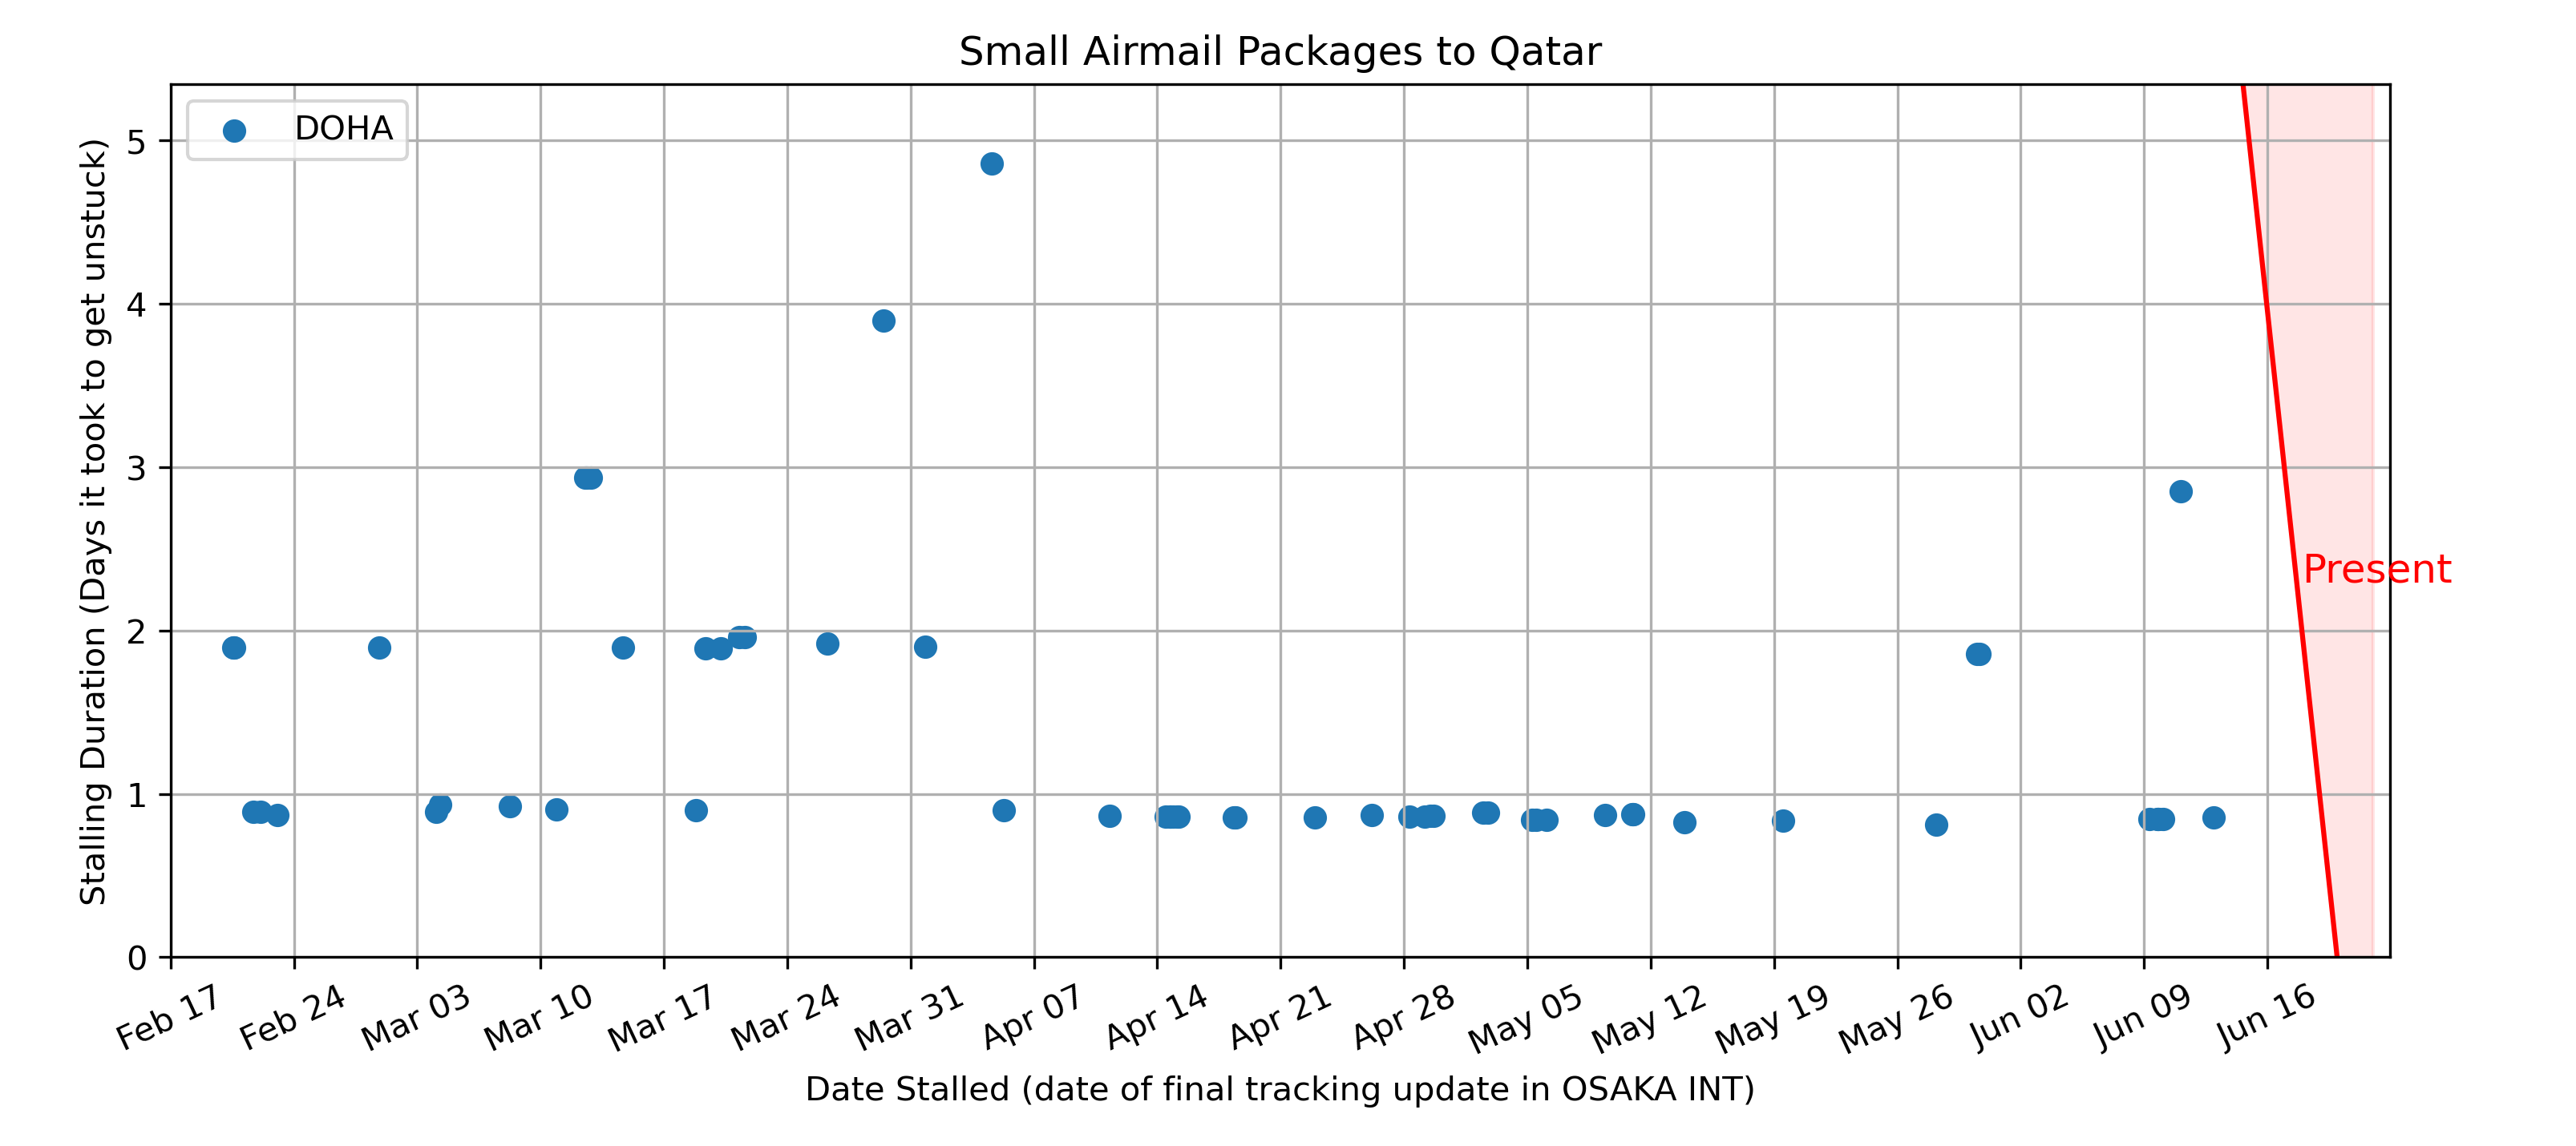 Small Airmail Packages to Qatar
DOHA
Stalling Duration (Days it took to get unstuck)
5
4
3
2
1
0
Present
Feb 17
Feb 24
Mar 03
Mar 10
Mar 17
Mar 24
Mar 31
Apr 07
Apr 14
Apr 21
Apr 28
May 05
May 12
May 19
May 26
Jun 02
Jun 09
Jun 16
Date Stalled (date of final tracking update in OSAKA INT)